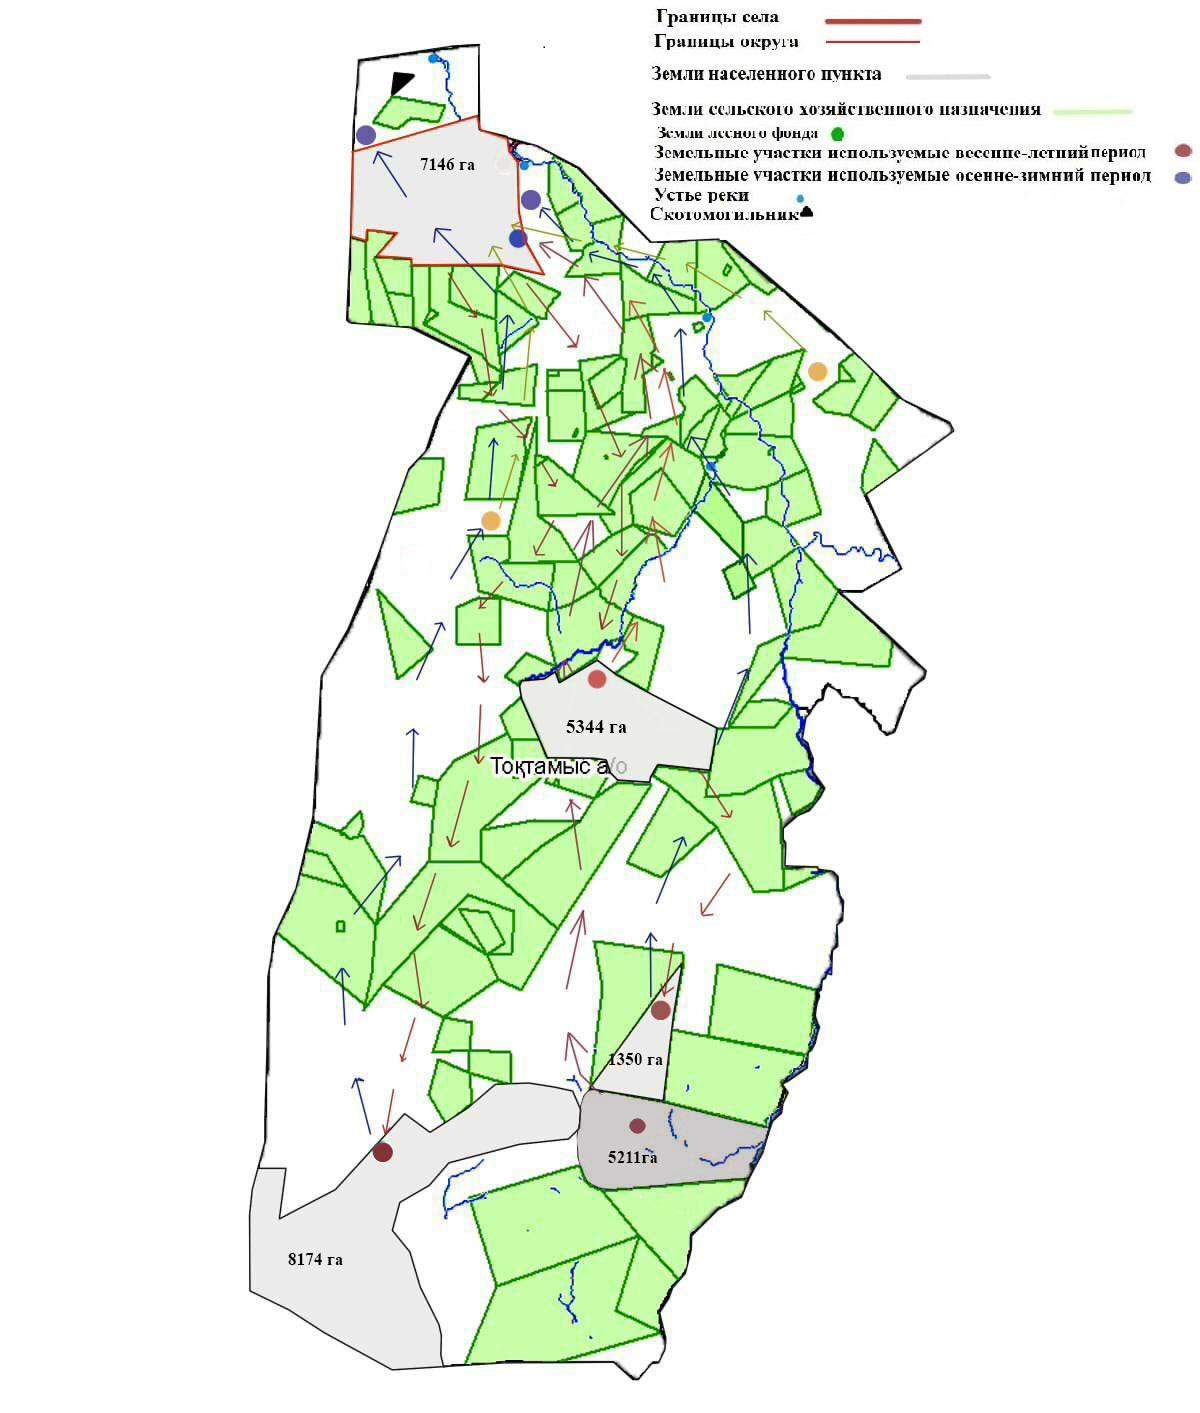 Границы села
Границы округа
Земли населенного пункта
Земли сельского хозяйственного назначения
Земли лесного фонда
Земельные участки используемые весенне-летний период
Земельные участки используемые осенне-зимний период
Устье реки
Скотомогильник
7146 га
5344 га
Тоқтамыс а/о
1350 га
5211га
8174 га